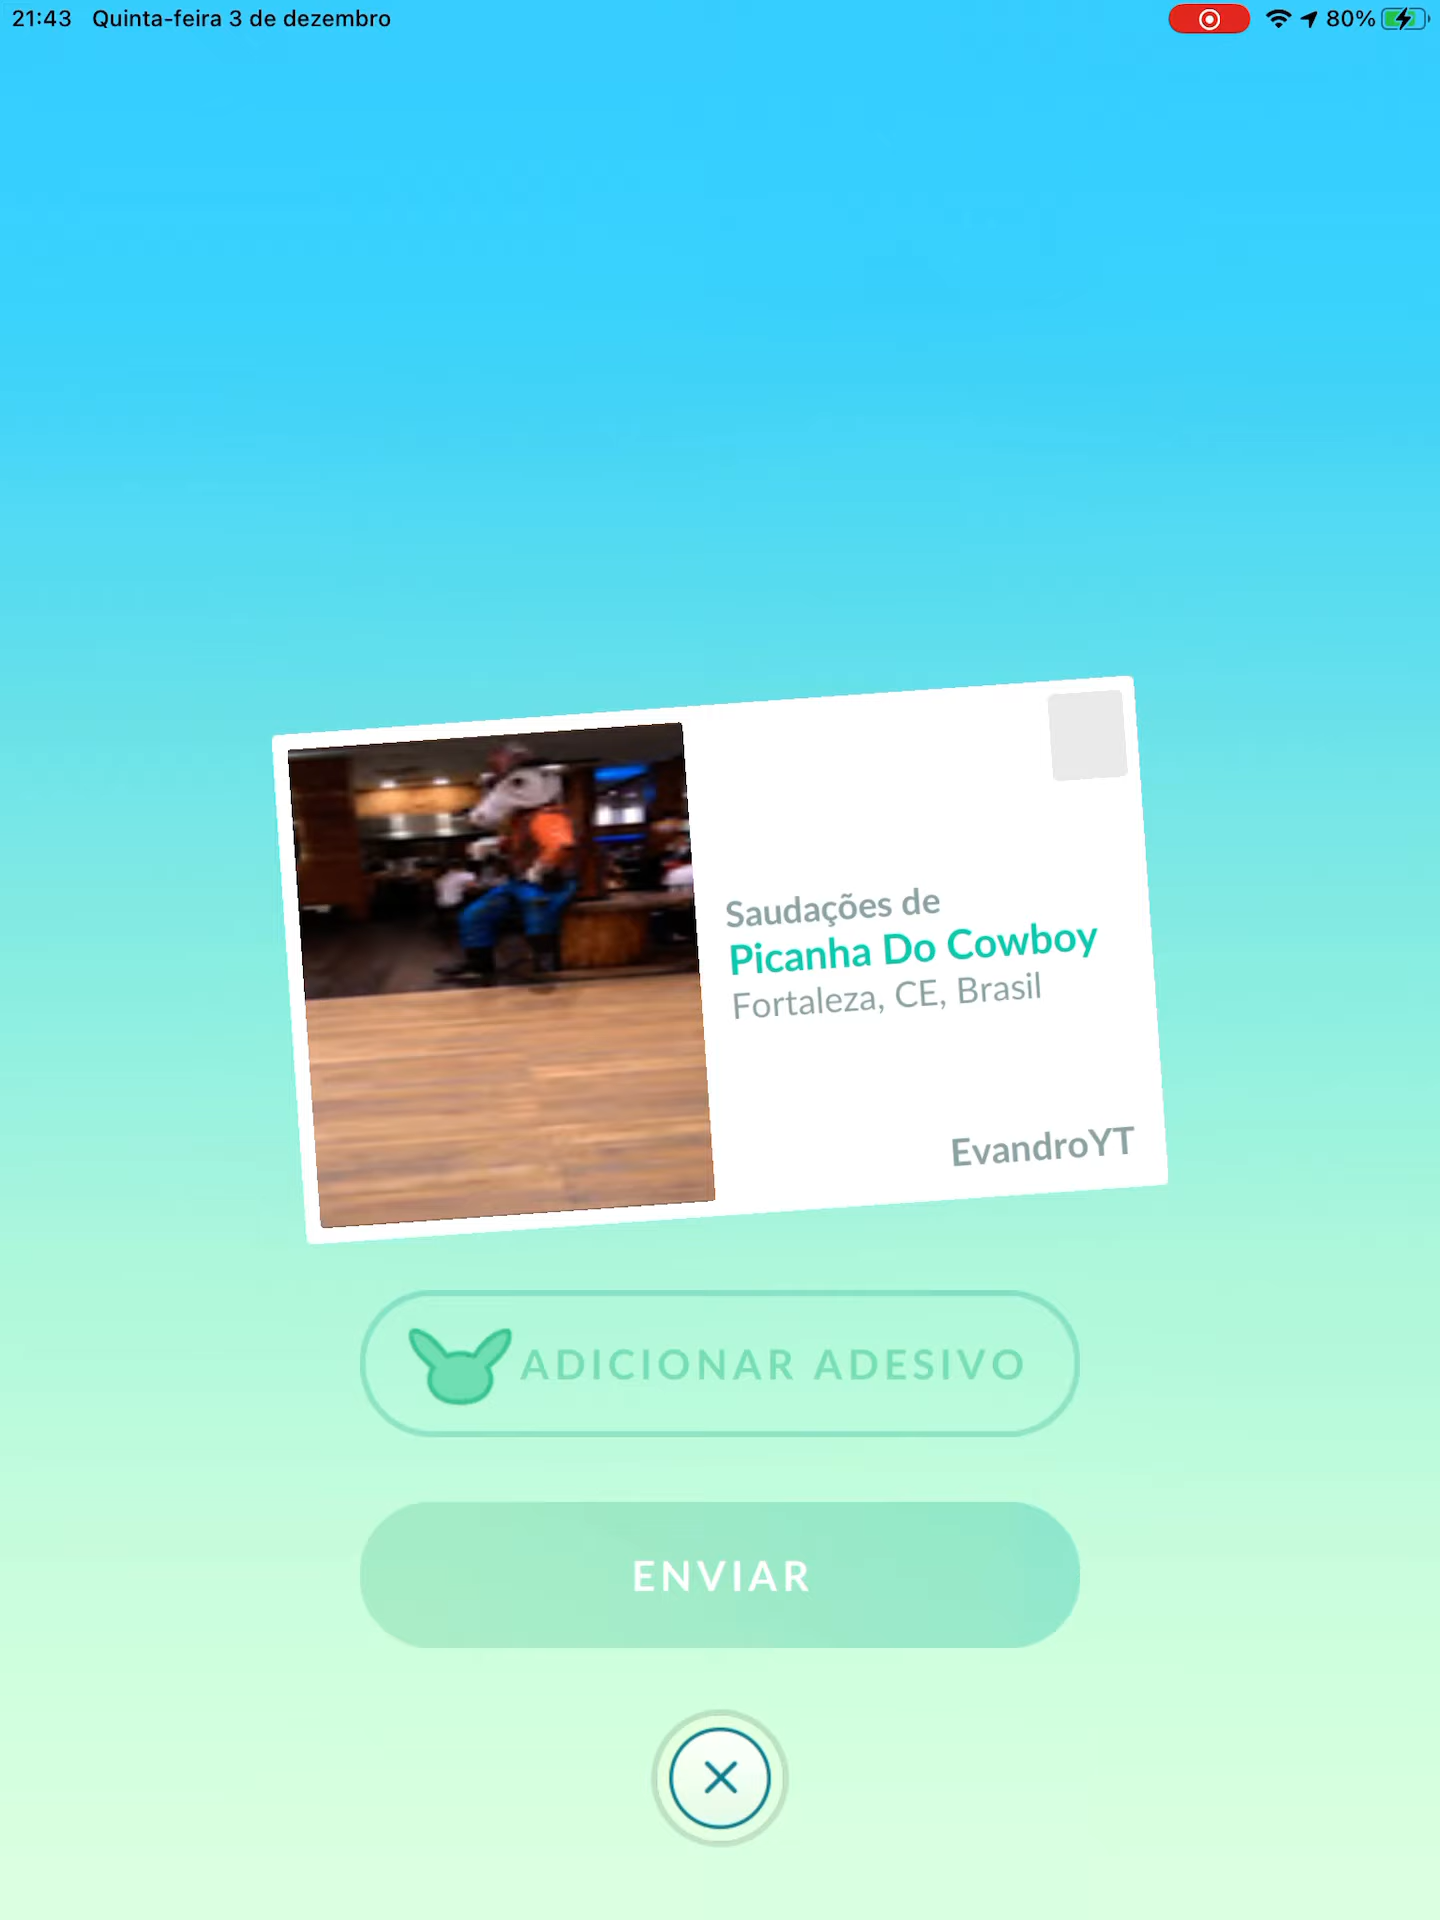 21:43 Quinta-feira 3 de dezembro 80%
Saudações de
Picanha Do Cowboy
Fortaleza, CE, Brasil
EvandroYT
ADICIONAR ADESIVO
ENVIAR